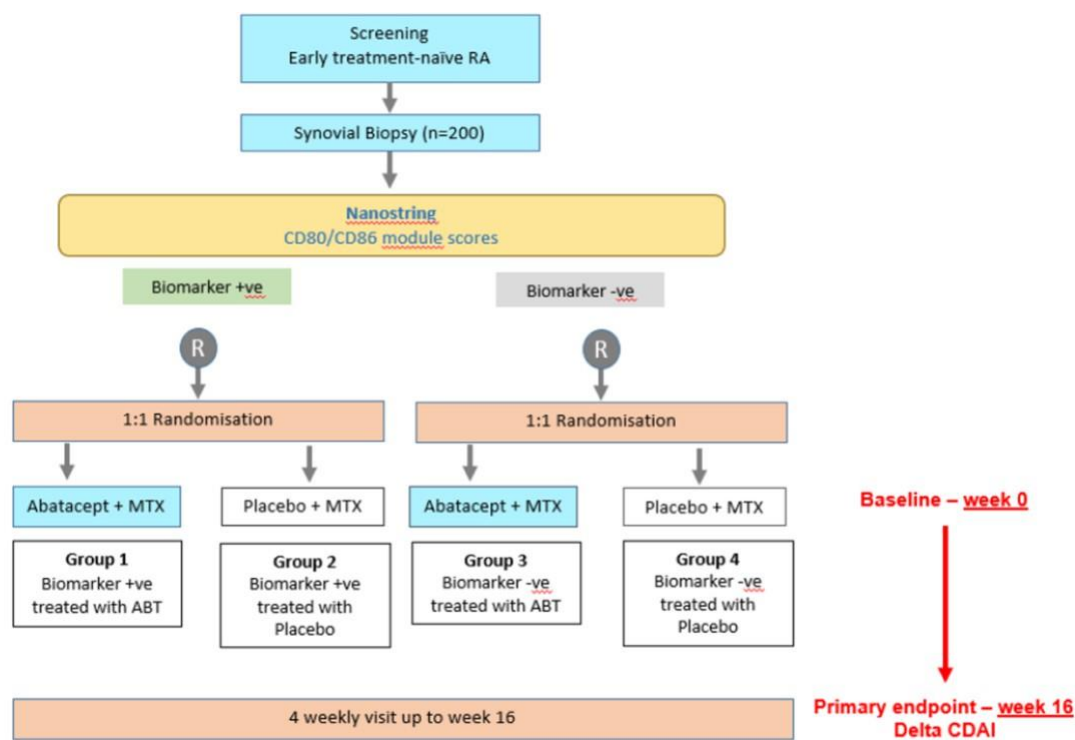 Screening
Early treatment-naïve RA
Synovial Biopsy (n=200)
Nanostring
CD80/CD86 module scores
Biomarker +ve
Biomarker -ve
R
R
1:1 Randomisation
1:1 Randomisation
Abatacept + MTX
Placebo + MTX
Abatacept + MTX
Placebo + MTX
Baseline – week 0
Group 1
Biomarker +ve
treated with ABT
Group 2
Biomarker +ve
treated with
Placebo
Group 3
Biomarker -ve
treated with ABT
Group 4
Biomarker -ve
treated with
Placebo
4 weekly visit up to week 16
Primary endpoint – week 16
Delta CDAI